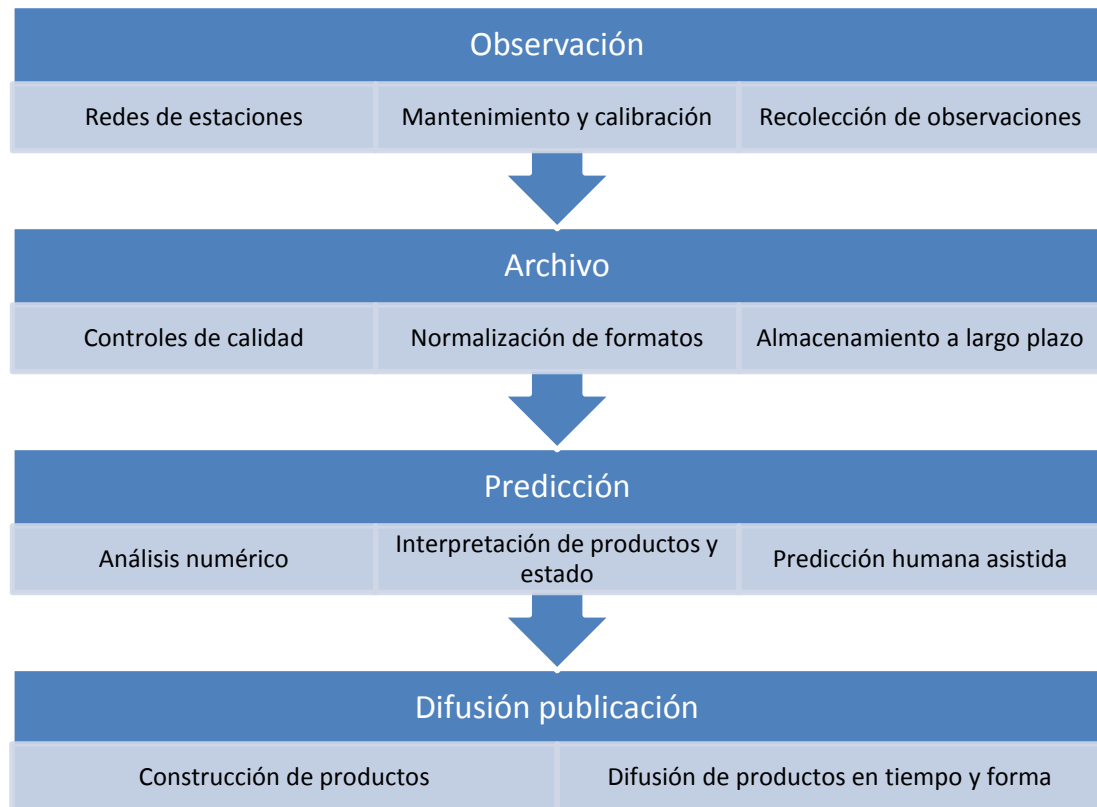 Observación
Redes de estaciones
Mantenimiento y calibración
Recolección de observaciones
Archivo
Controles de calidad
Normalización de formatos
Almacenamiento a largo plazo
Predicción
Análisis numérico
Interpretación de productos y
estado
Predicción humana asistida
Difusión publicación
Construcción de productos
Difusión de productos en tiempo y forma